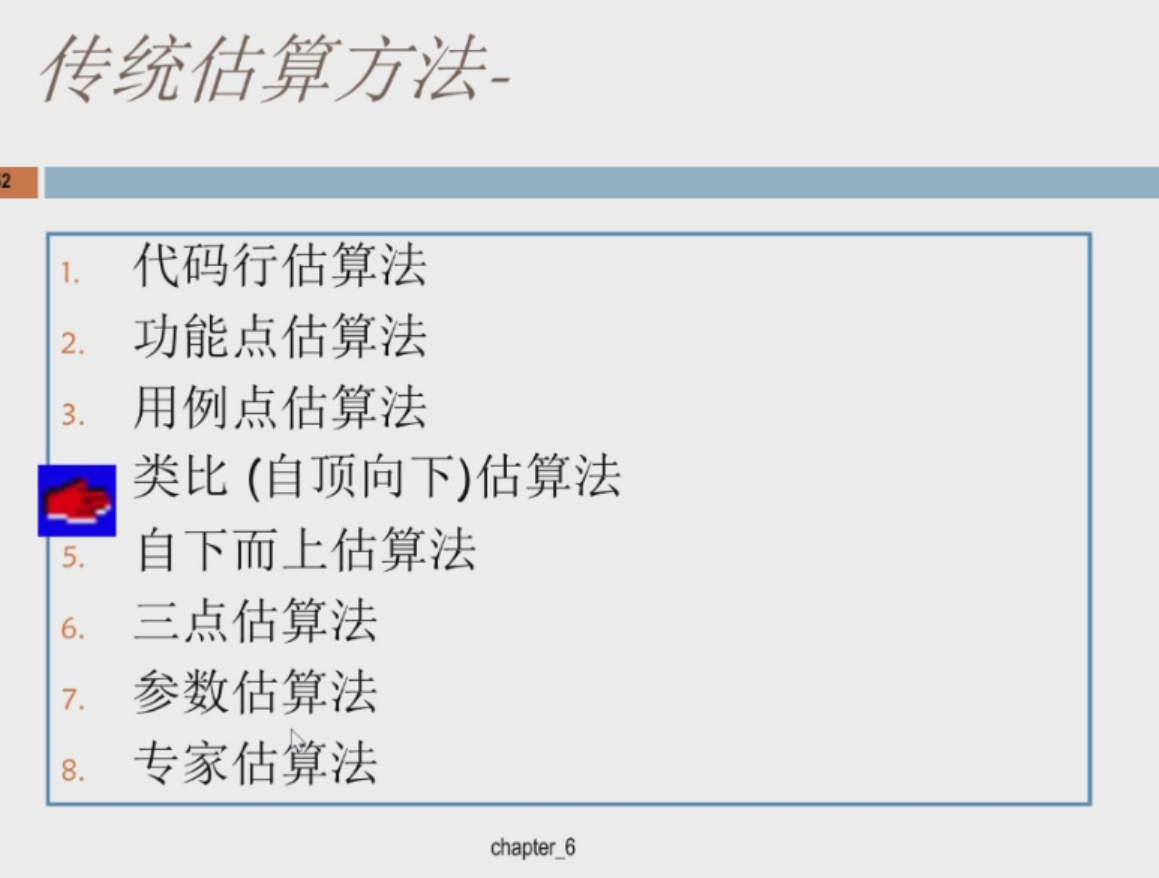 传统估算方法-
62
1. 代码行估算法
2. 功能点估算法
3. 用例点估算法
类比 (自顶向下)估算法
5. 自下而上估算法
6. 三点估算法
7. 参数估算法
8. 专家估算法
chapter_6